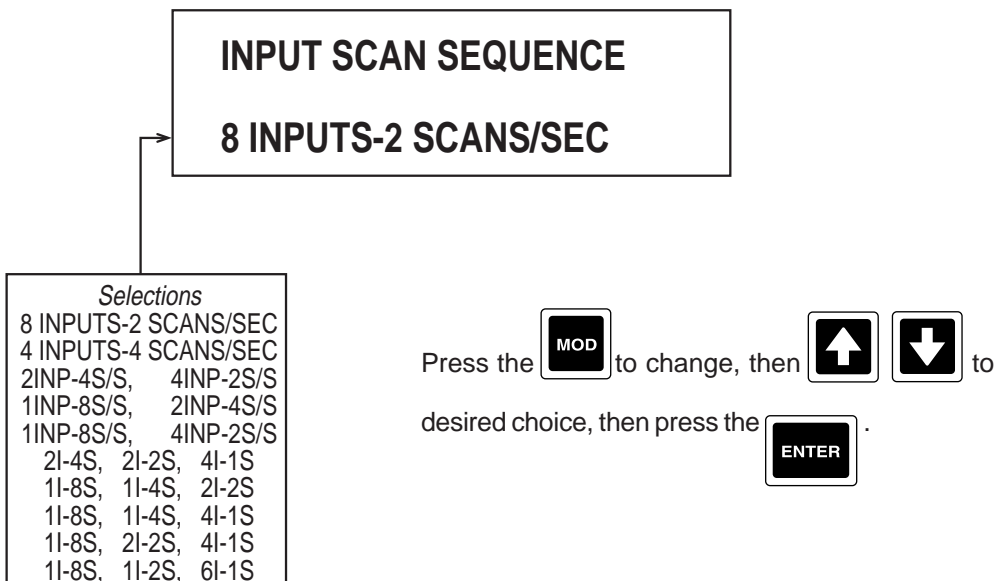 INPUT SCAN SEQUENCE
8 INPUTS-2 SCANS/SEC
Selections
8 INPUTS-2 SCANS/SEC
4 INPUTS-4 SCANS/SEC
2INP-4S/S, 4INP-2S/S
1INP-8S/S, 2INP-4S/S
1INP-8S/S, 4INP-2S/S
2I-4S, 2I-2S, 4I-1S
1I-8S, 1I-4S, 2I-2S
1I-8S, 1I-4S, 4I-1S
1I-8S, 2I-2S, 4I-1S
1I-8S, 1I-2S, 6I-1S
Press the MOD to change, then to
desired choice, then press the ENTER.